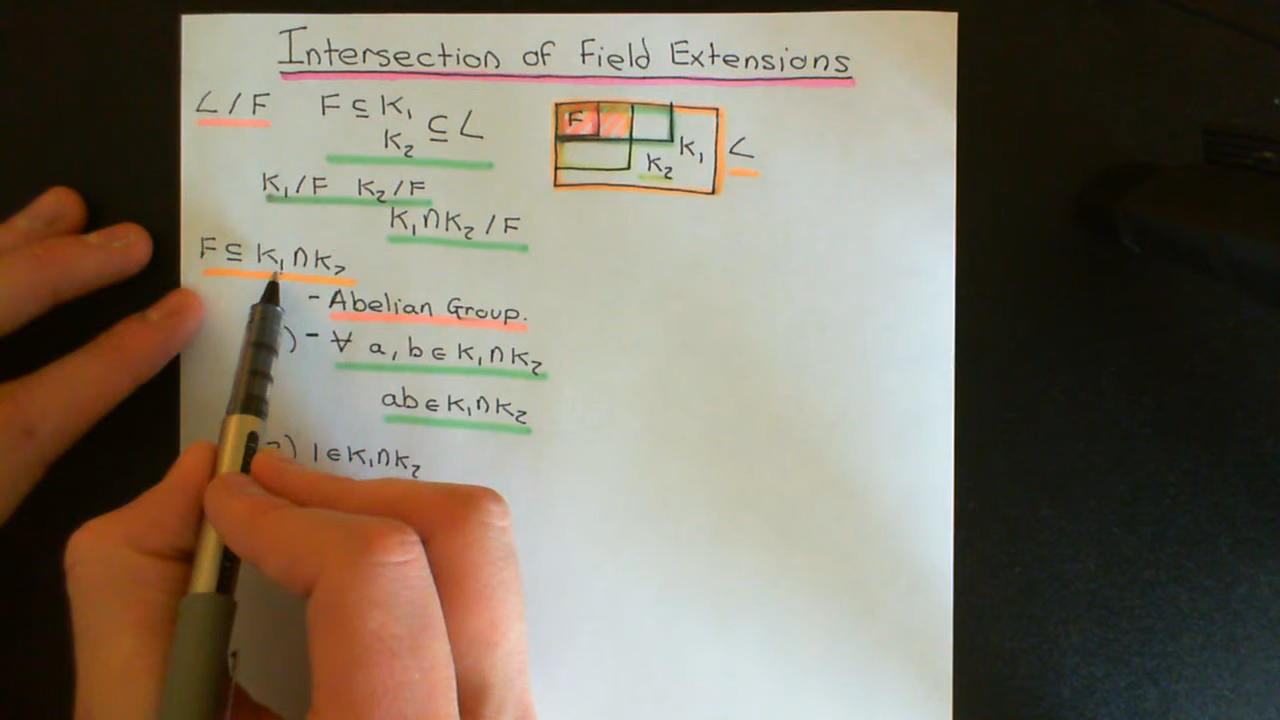 Intersection of Field Extensions
L / F F ⊆ K₁
K₂ ⊆ L
K₁/F K₂/F
K₁∩K₂ / F
F ⊆ K₁∩K₂
- Abelian Group.
) - ∀ a, b ∈ K₁∩K₂
ab ∈ K₁∩K₂
) 1 ∈ K₁∩K₂
F
K₁
K₂
L